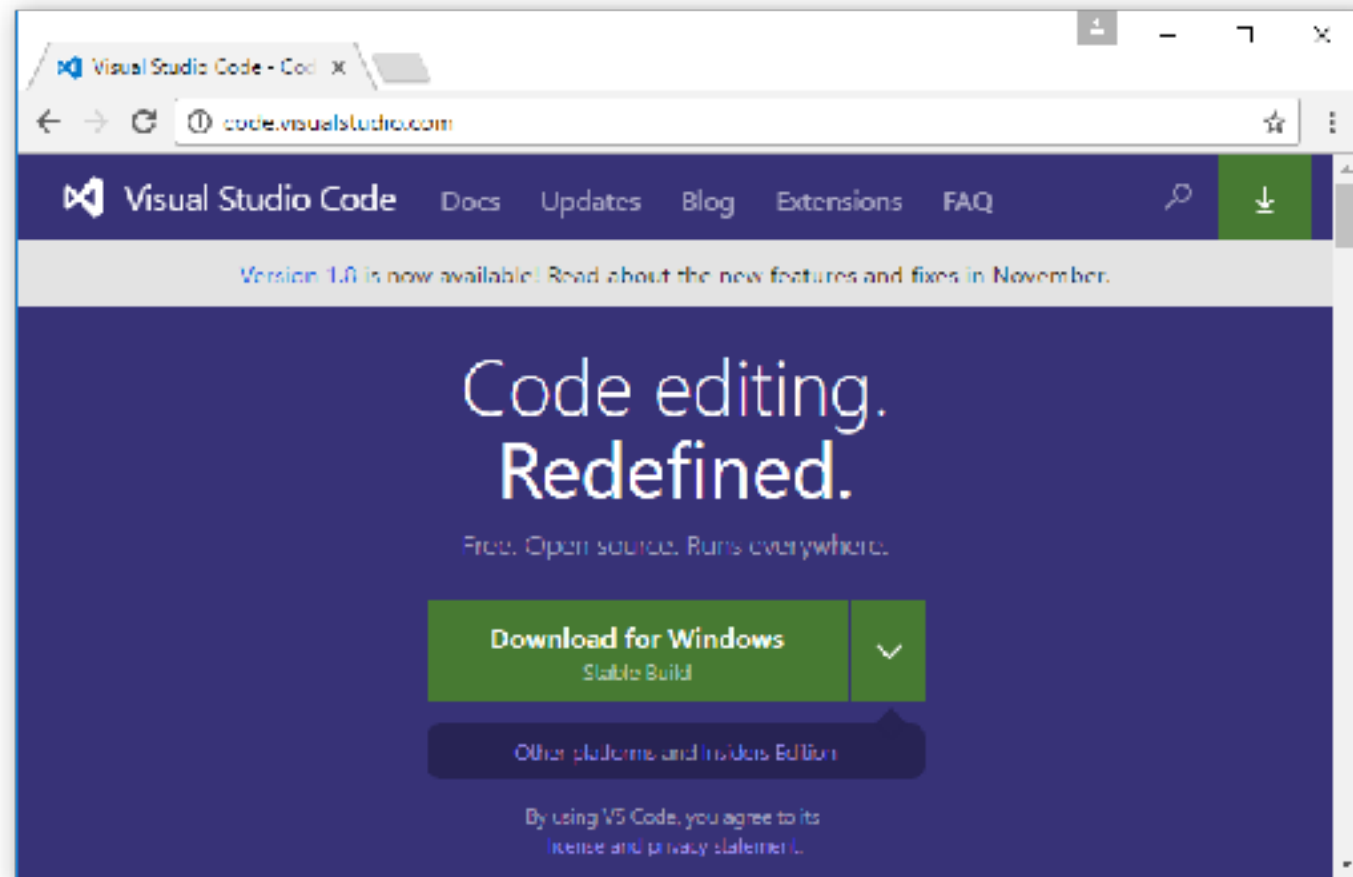 Visual Studio Code - Cod
code.visualstudio.com
Visual Studio Code Docs Updates Blog Extensions FAQ
Version 1.8 is now available! Read about the new features and fixes in November.
Code editing.
Redefined.
Free. Open source. Runs everywhere.
Download for Windows
Stable Build
Other platforms and Insiders Edition
By using VS Code, you agree to its
license and privacy statement.